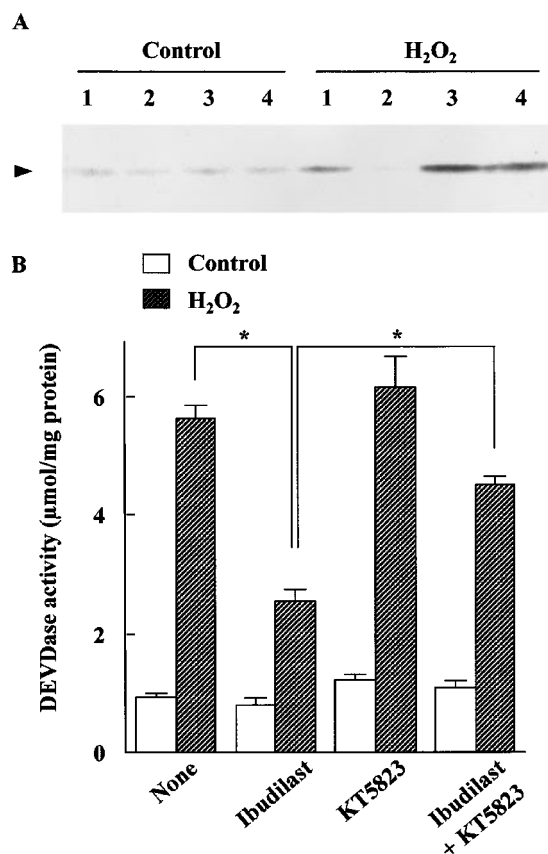 A
Control H₂O₂
1 2 3 4 1 2 3 4
B
Control
H₂O₂
* *
DEVDase activity (µmol/mg protein)
6
4
2
0
None
Ibudilast
KT5823
Ibudilast
+ KT5823